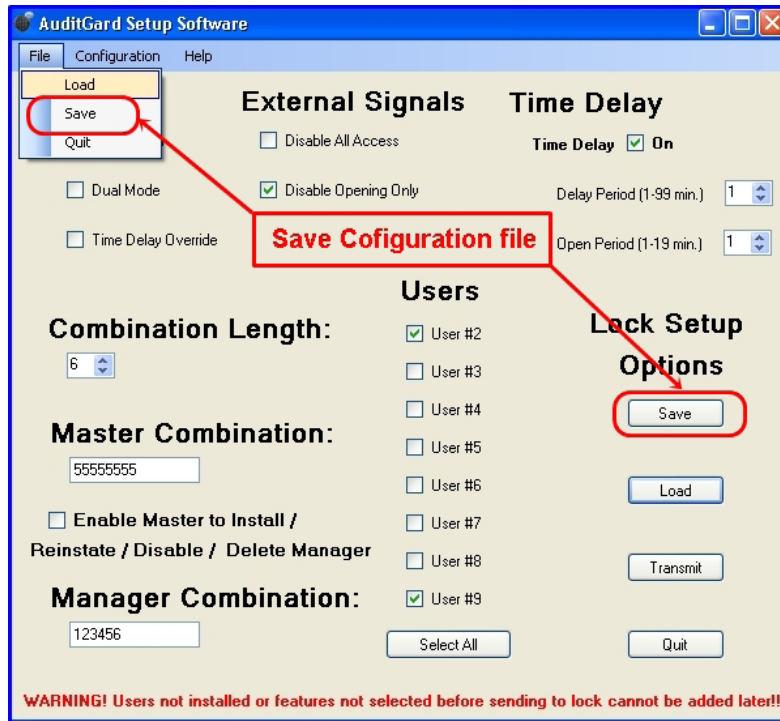 AuditGard Setup Software
File Configuration Help
Load
Save
Quit
External Signals
Time Delay
Disable All Access
Time Delay On
Dual Mode
Disable Opening Only
Delay Period (1-99 min.) 1
Time Delay Override
Save Cofiguration file
Open Period (1-19 min.) 1
Users
Combination Length:
6
User #2
User #3
User #4
User #5
User #6
User #7
User #8
User #9
Select All
Lock Setup
Options
Save
Load
Transmit
Quit
Master Combination:
55555555
Enable Master to Install /
Reinstate / Disable / Delete Manager
Manager Combination:
123456
WARNING! Users not installed or features not selected before sending to lock cannot be added later!!